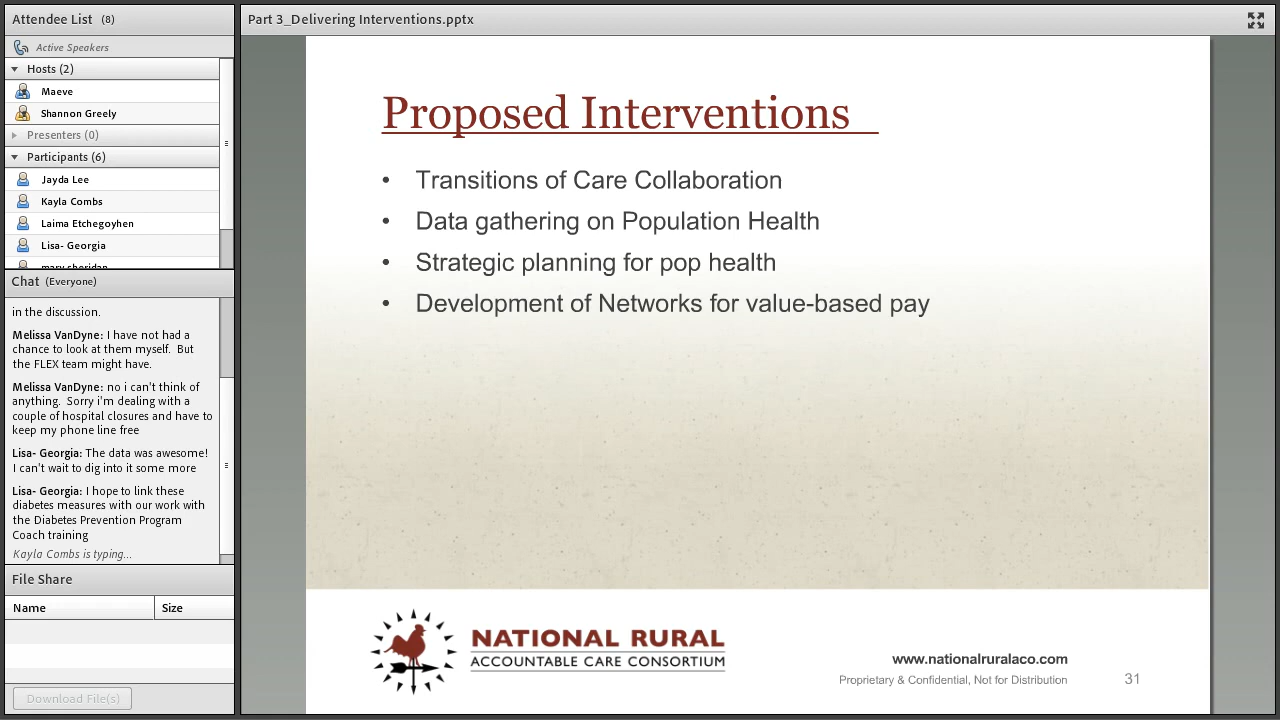 Attendee List (8)
Active Speakers
Hosts (2)
Maeve
Shannon Greely
Presenters (0)
Participants (6)
Jayda Lee
Kayla Combs
Laima Etchegoyhen
Lisa- Georgia
mary sheridan
Chat (Everyone)
in the discussion.
Melissa VanDyne: I have not had a
chance to look at them myself. But
the FLEX team might have.
Melissa VanDyne: no i can't think of
anything. Sorry i'm dealing with a
couple of hospital closures and have to
keep my phone line free
Lisa- Georgia: The data was awesome!
I can't wait to dig into it some more
Lisa- Georgia: I hope to link these
diabetes measures with our work with
the Diabetes Prevention Program
Coach training
Kayla Combs is typing...
File Share
Name Size
Download File(s)
Part 3_Delivering Interventions.pptx
Proposed Interventions
• Transitions of Care Collaboration
• Data gathering on Population Health
• Strategic planning for pop health
• Development of Networks for value-based pay
NATIONAL RURAL
ACCOUNTABLE CARE CONSORTIUM
www.nationalruralaco.com
Proprietary & Confidential, Not for Distribution
31